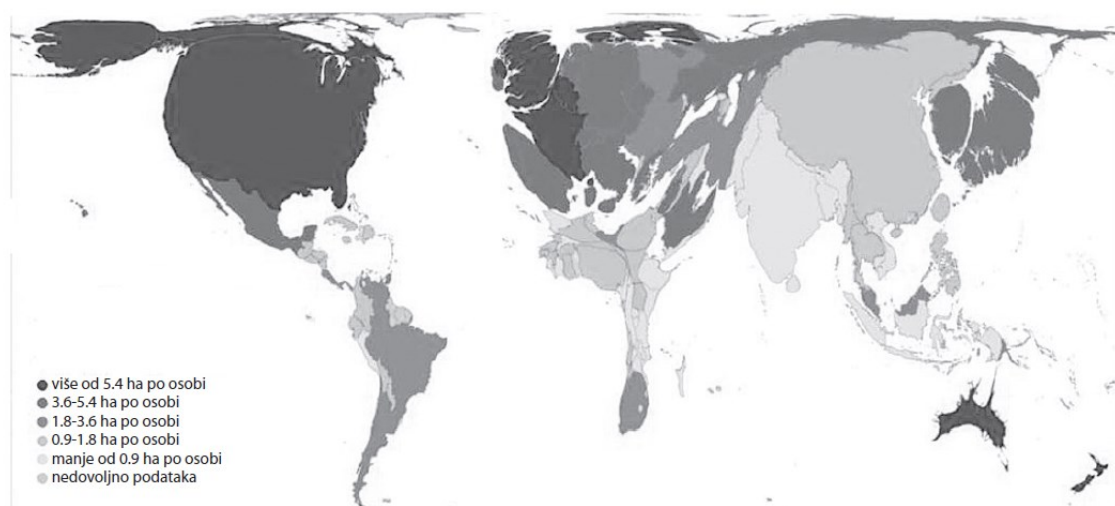 više od 5.4 ha po osobi
3.6-5.4 ha po osobi
1.8-3.6 ha po osobi
0.9-1.8 ha po osobi
manje od 0.9 ha po osobi
nedovoljno podataka